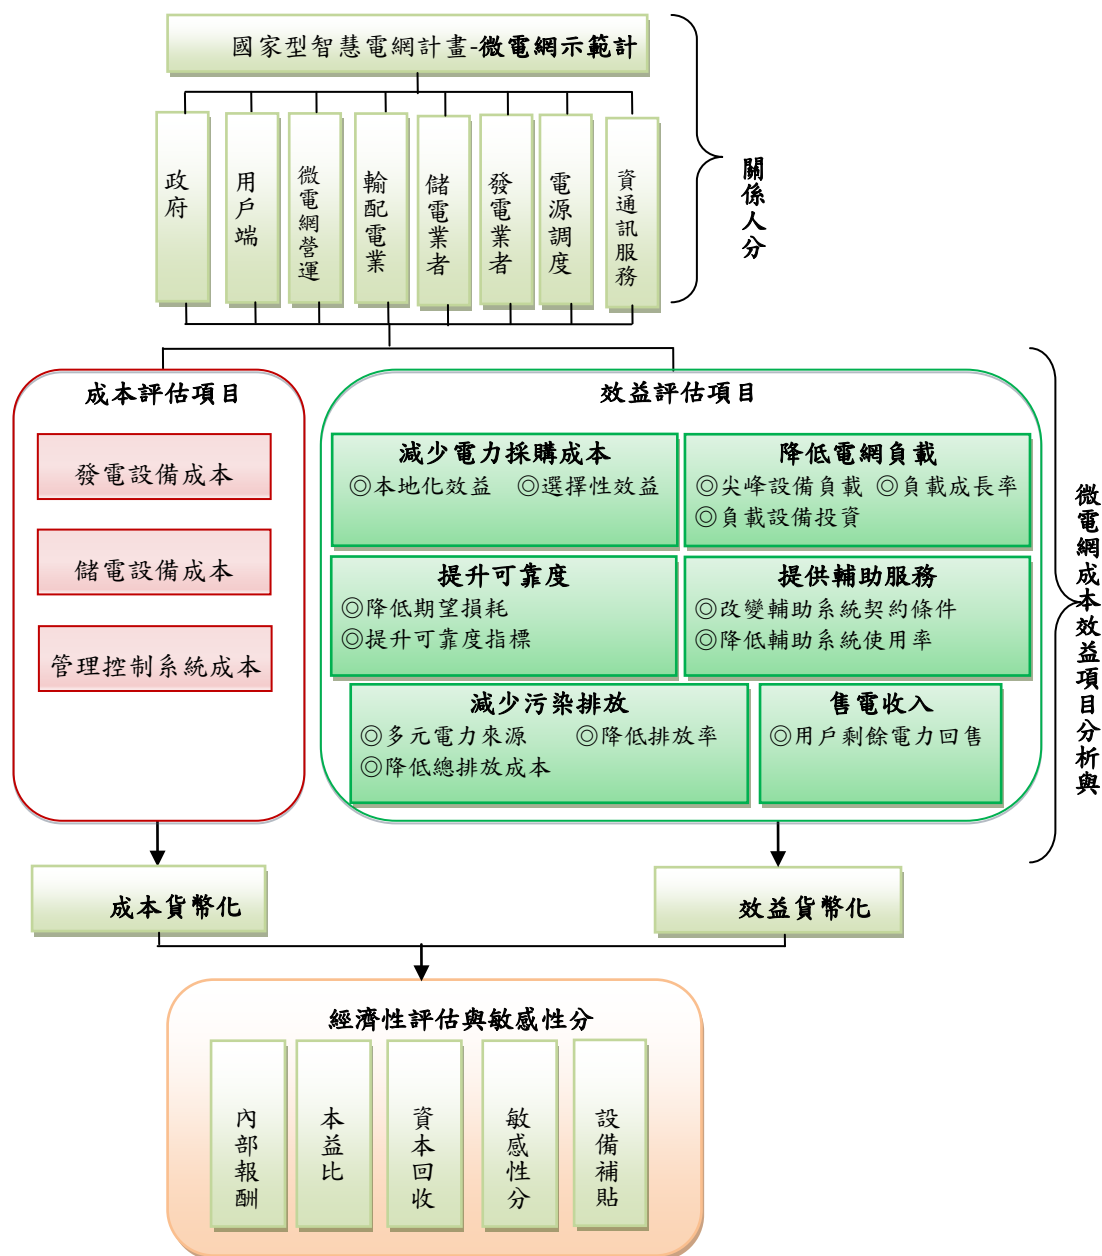 國家型智慧電網計畫-微電網示範計
政府
用戶端
微電網營運
輸配電業
儲電業者
發電業者
電源調度
資通訊服務
關係人分
成本評估項目
發電設備成本
儲電設備成本
管理控制系統成本
效益評估項目
減少電力採購成本
◎本地化效益 ◎選擇性效益
降低電網負載
◎尖峰設備負載 ◎負載成長率
◎負載設備投資
提升可靠度
◎降低期望損耗
◎提升可靠度指標
提供輔助服務
◎改變輔助系統契約條件
◎降低輔助系統使用率
減少污染排放
◎多元電力來源 ◎降低排放率
◎降低總排放成本
售電收入
◎用戶剩餘電力回售
微電網成本效益項目分析與
成本貨幣化
效益貨幣化
經濟性評估與敏感性分
內部報酬
本益比
資本回收
敏感性分
設備補貼